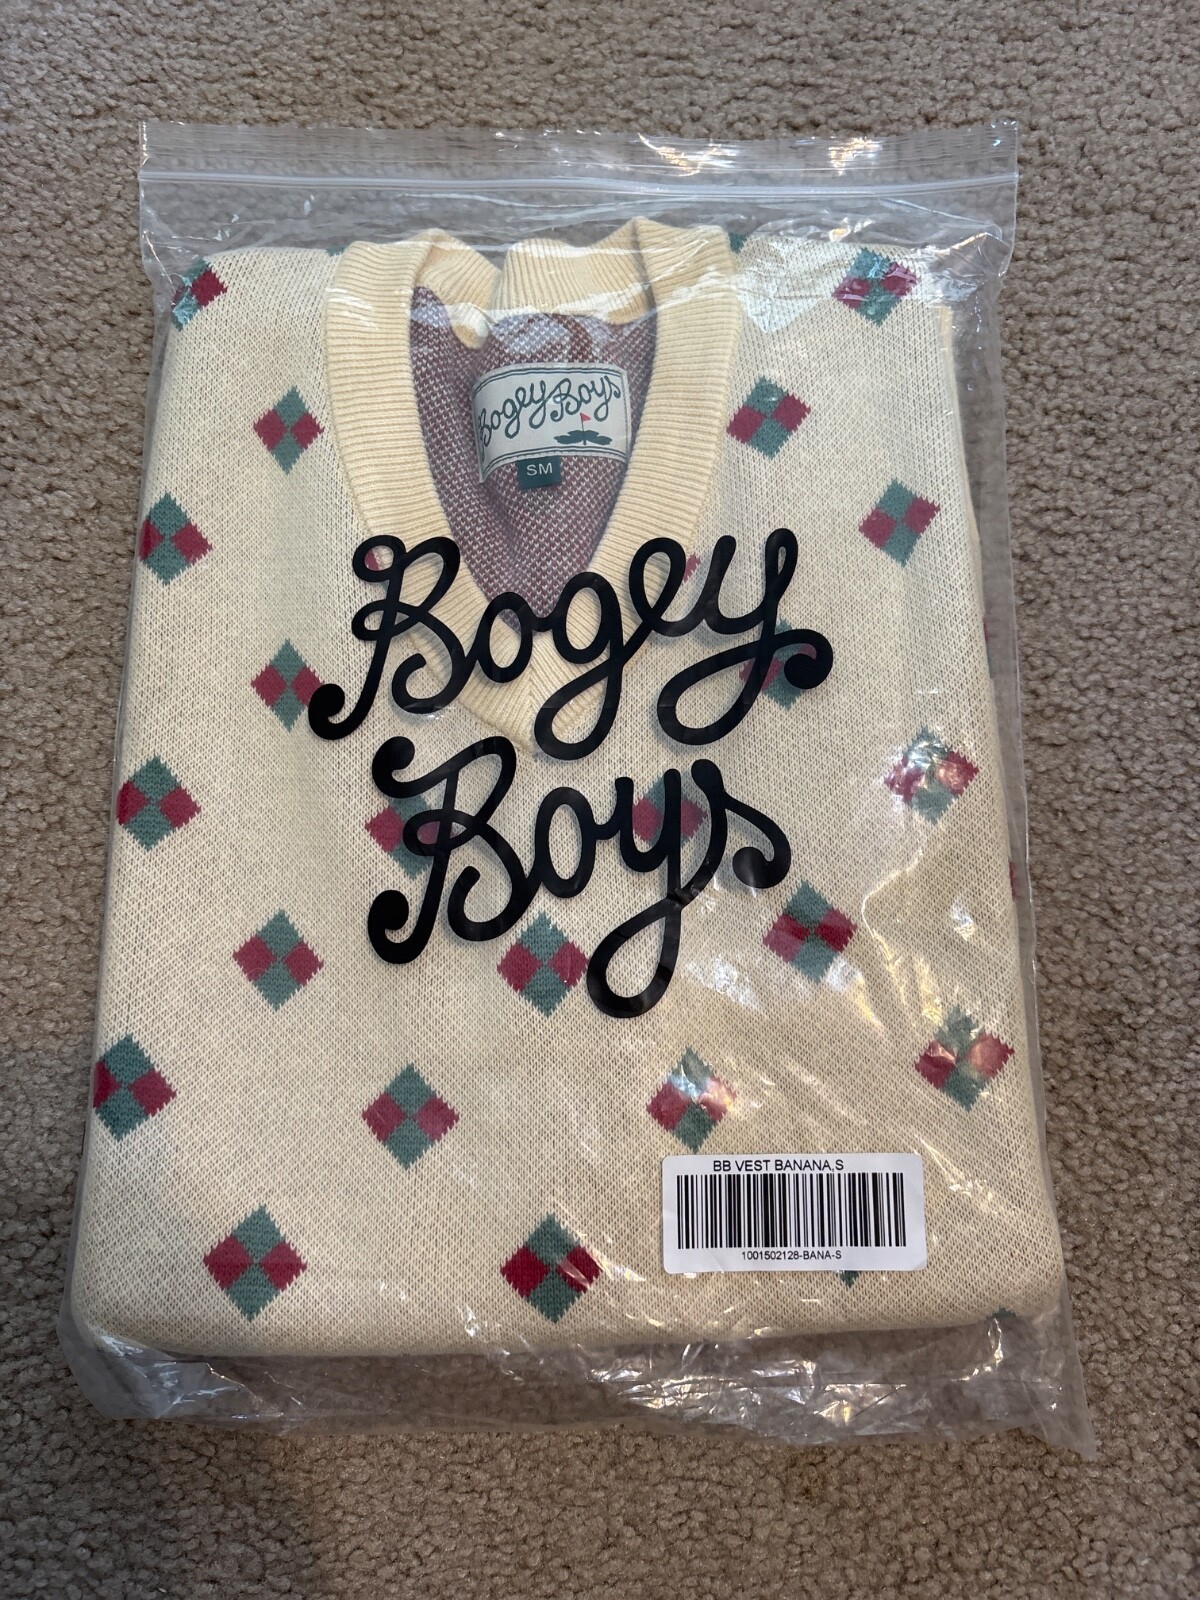 Bogey Boys
SM
Bogey
Boys
BB VEST BANANA,S
1001502128-BANA-S